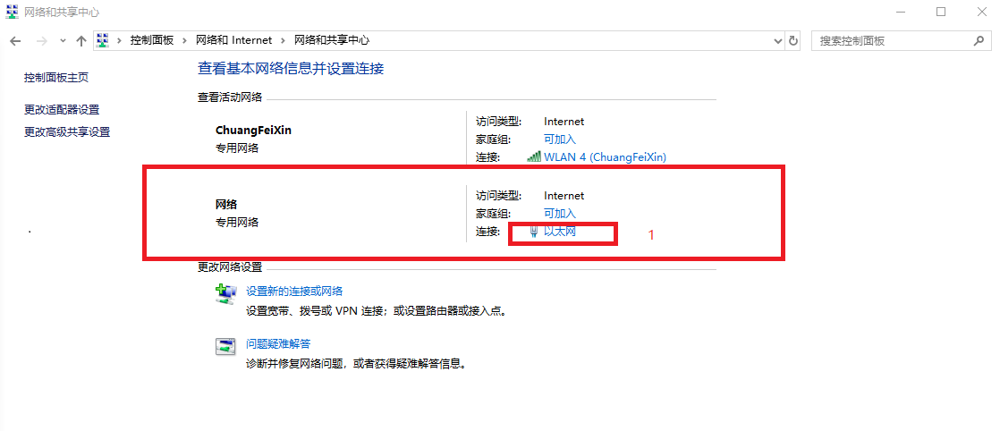 网络和共享中心
控制面板 网络和 Internet 网络和共享中心
搜索控制面板
控制面板主页
更改适配器设置
更改高级共享设置
查看基本网络信息并设置连接
查看活动网络
ChuangFeiXin
专用网络
访问类型: Internet
家庭组: 可加入
连接: WLAN 4 (ChuangFeiXin)
网络
专用网络
访问类型: Internet
家庭组: 可加入
连接: 以太网
1
更改网络设置
设置新的连接或网络
设置宽带、拨号或 VPN 连接；或设置路由器或接入点。
问题疑难解答
诊断并修复网络问题，或者获得疑难解答信息。